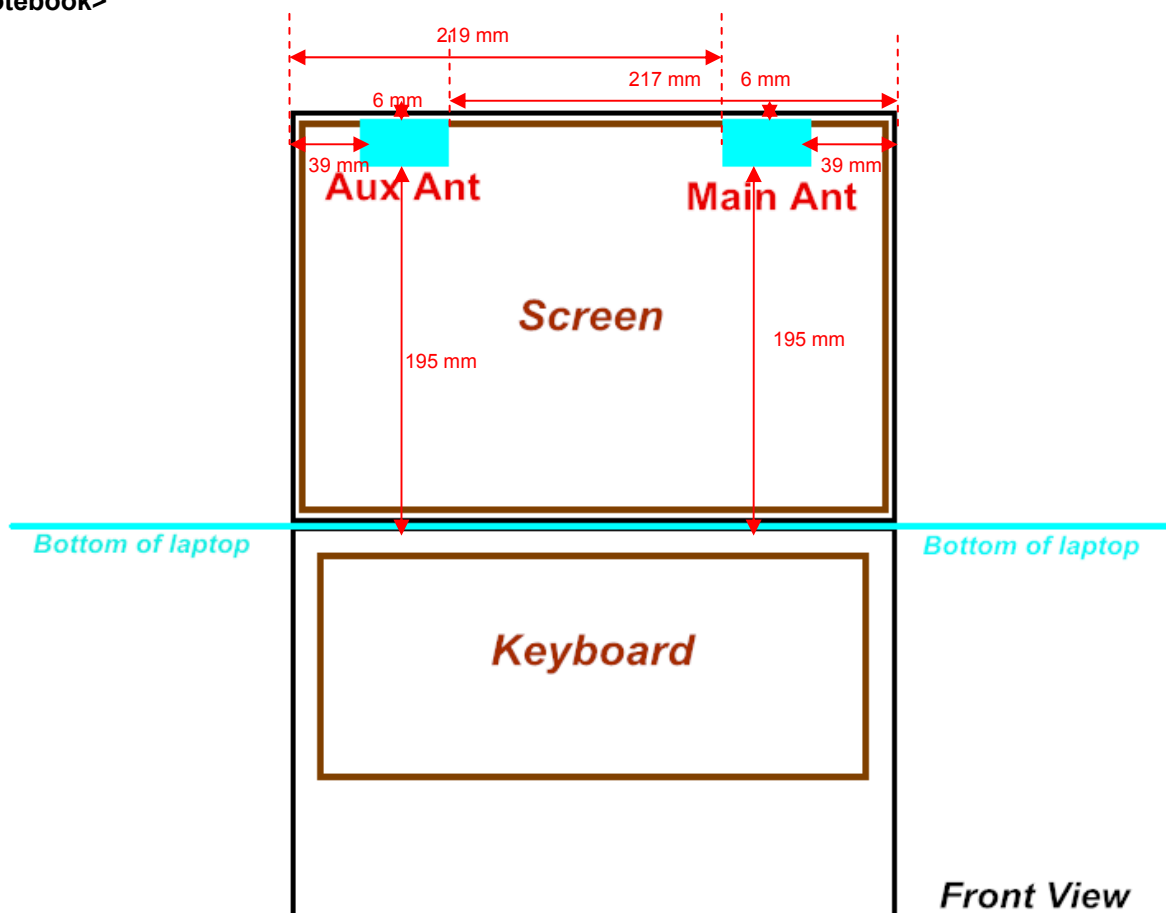 otebook>
219 mm
217 mm
6 mm
6 mm
39 mm
39 mm
Aux Ant
Main Ant
Screen
195 mm
195 mm
Bottom of laptop
Bottom of laptop
Keyboard
Front View